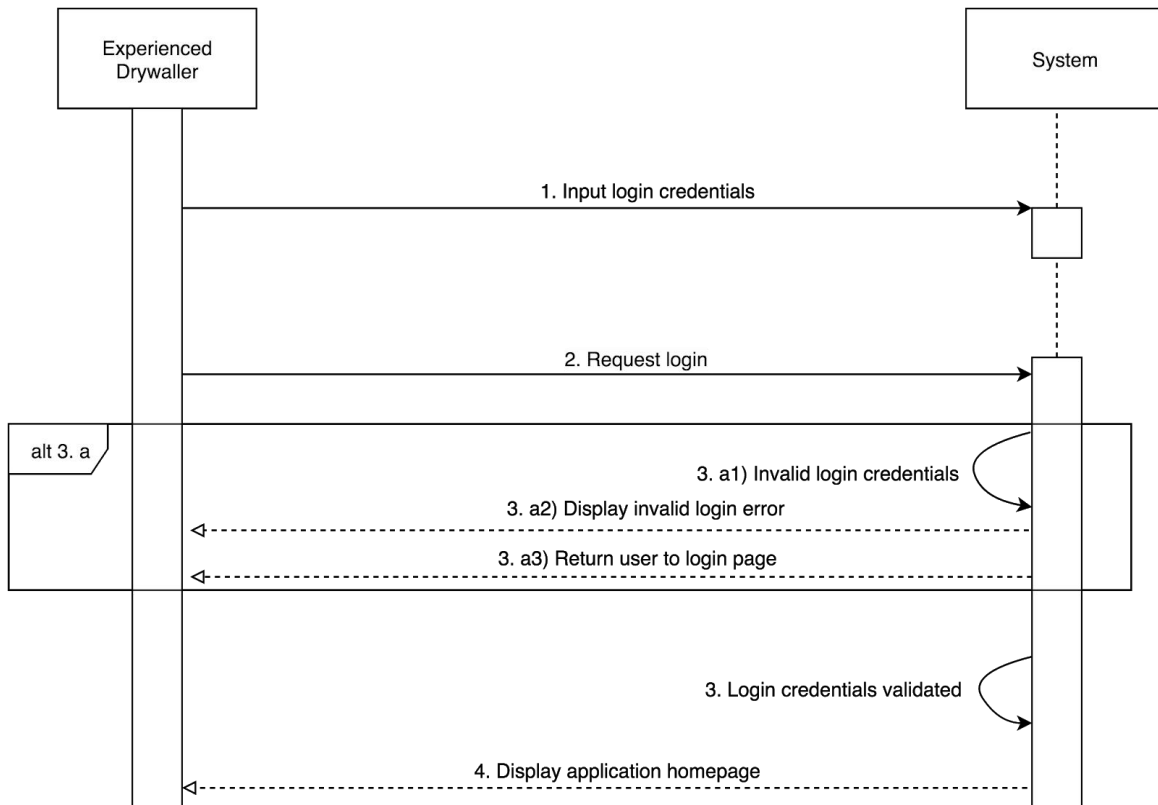 Experienced
Drywaller
System
1. Input login credentials
2. Request login
alt 3. a
3. a1) Invalid login credentials
3. a2) Display invalid login error
3. a3) Return user to login page
3. Login credentials validated
4. Display application homepage